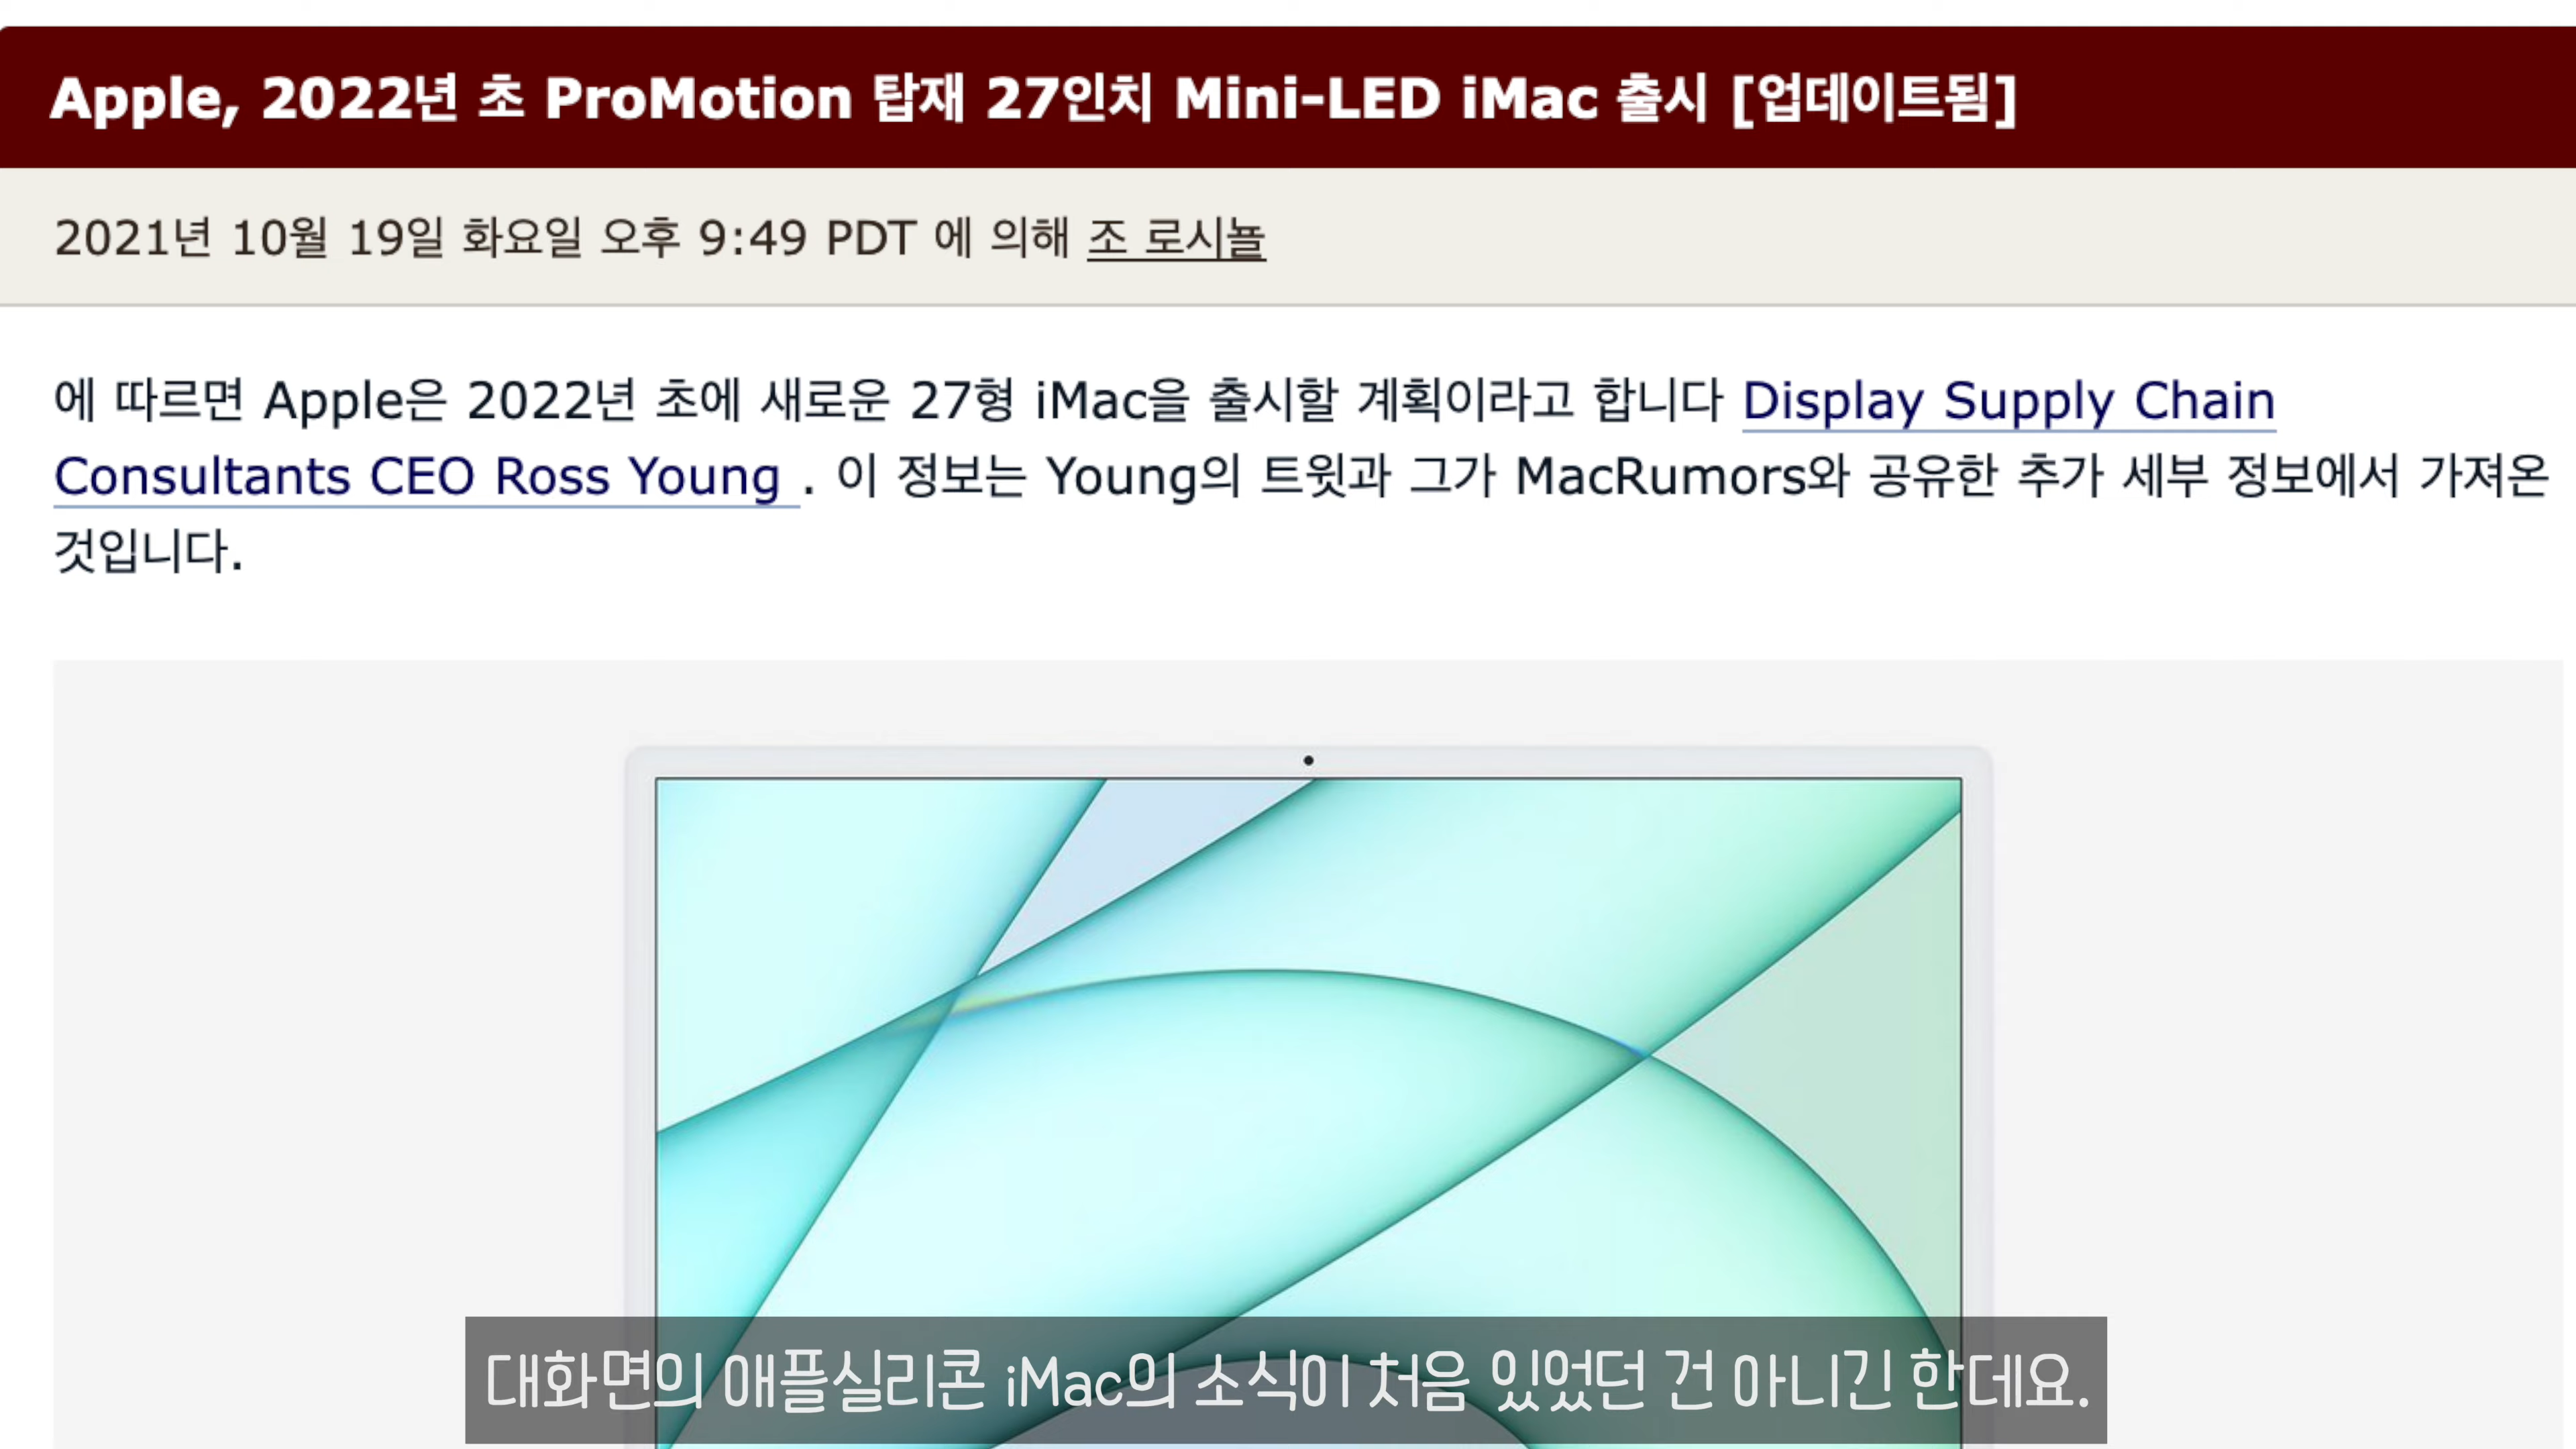 Apple, 2022년 초 ProMotion 탑재 27인치 Mini-LED iMac 출시 [업데이트됨]
2021년 10월 19일 화요일 오후 9:49 PDT 에 의해 조 로시뇰
에 따르면 Apple은 2022년 초에 새로운 27형 iMac을 출시할 계획이라고 합니다 Display Supply Chain
Consultants CEO Ross Young . 이 정보는 Young의 트윗과 그가 MacRumors와 공유한 추가 세부 정보에서 가져온
것입니다.
대화면의 애플실리콘 iMac의 소식이 처음 있었던 건 아니긴 한데요.